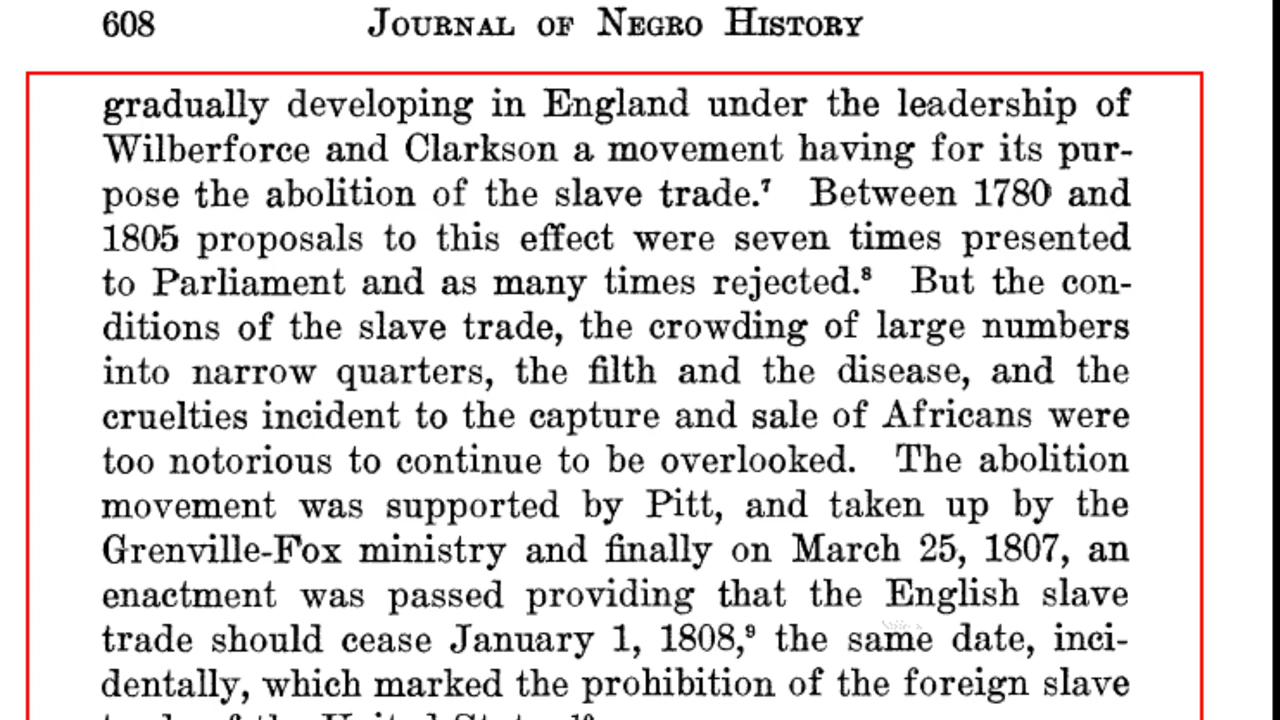 608 JOURNAL OF NEGRO HISTORY
gradually developing in England under the leadership of
Wilberforce and Clarkson a movement having for its pur-
pose the abolition of the slave trade.⁷ Between 1780 and
1805 proposals to this effect were seven times presented
to Parliament and as many times rejected.⁸ But the con-
ditions of the slave trade, the crowding of large numbers
into narrow quarters, the filth and the disease, and the
cruelties incident to the capture and sale of Africans were
too notorious to continue to be overlooked. The abolition
movement was supported by Pitt, and taken up by the
Grenville-Fox ministry and finally on March 25, 1807, an
enactment was passed providing that the English slave
trade should cease January 1, 1808,⁹ the same date, inci-
dentally, which marked the prohibition of the foreign slave